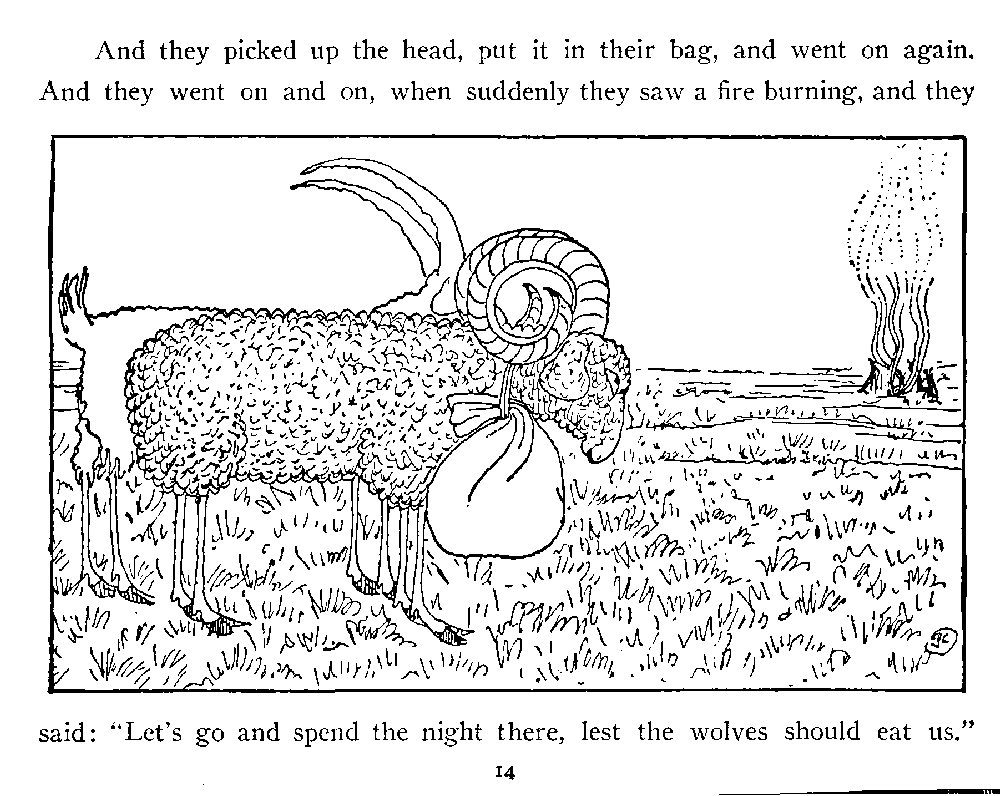 And they picked up the head, put it in their bag, and went on again.
And they went on and on, when suddenly they saw a fire burning, and they
said: “Let's go and spend the night there, lest the wolves should eat us.”
14